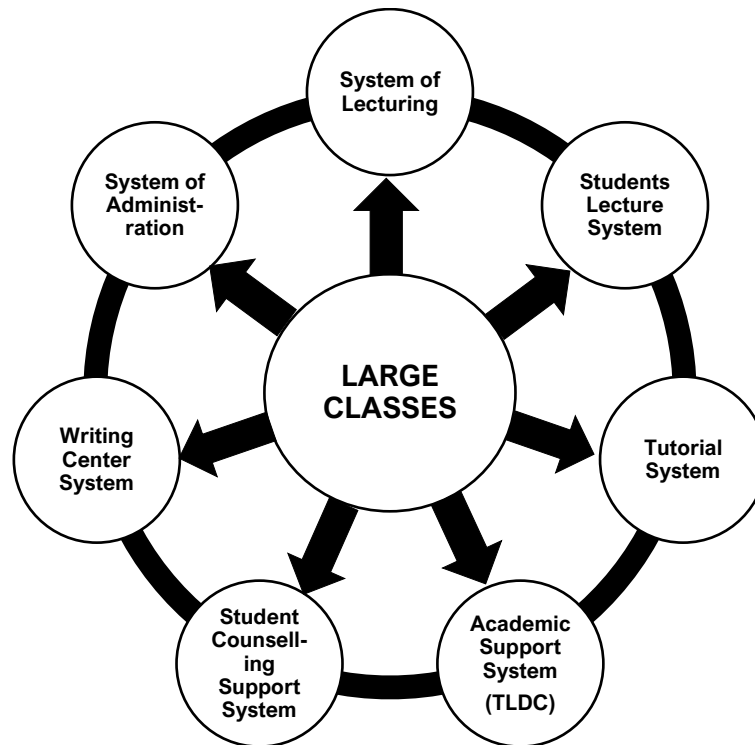 System of
Lecturing
System of
Administ-
ration
Students
Lecture
System
LARGE
CLASSES
Writing
Center
System
Tutorial
System
Student
Counsell-
ing
Support
System
Academic
Support
System
(TLDC)